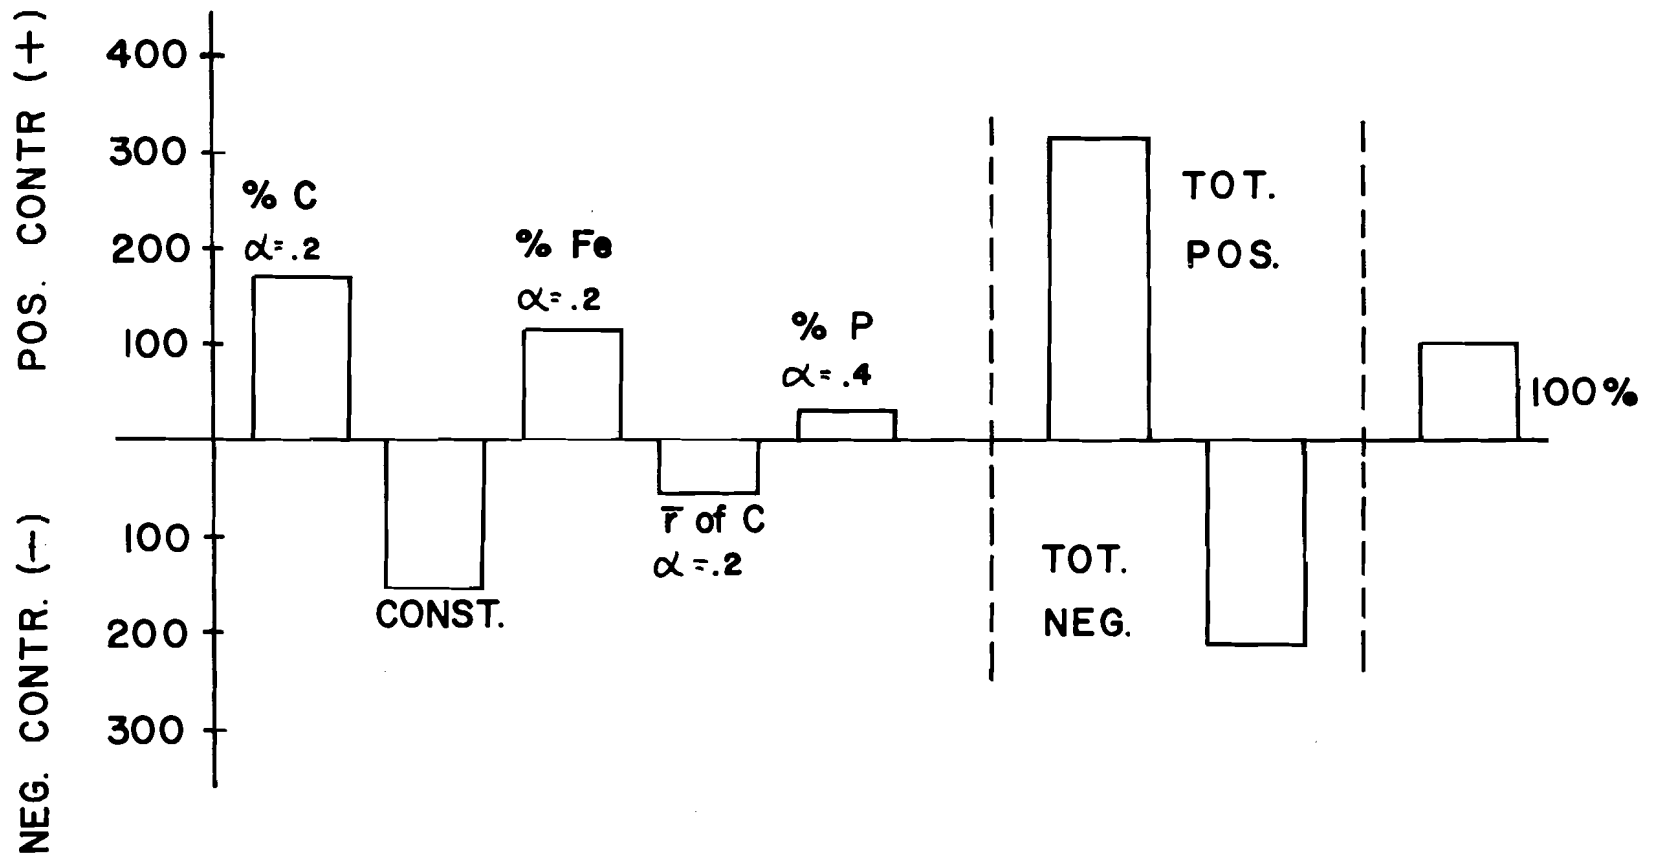 POS. CONTR (+)
NEG. CONTR. (—)
400
300
200
100
100
200
300
% C
α=.2
CONST.
% Fe
α=.2
r̄ of C
α=.2
% P
α=.4
TOT.
POS.
TOT.
NEG.
100%